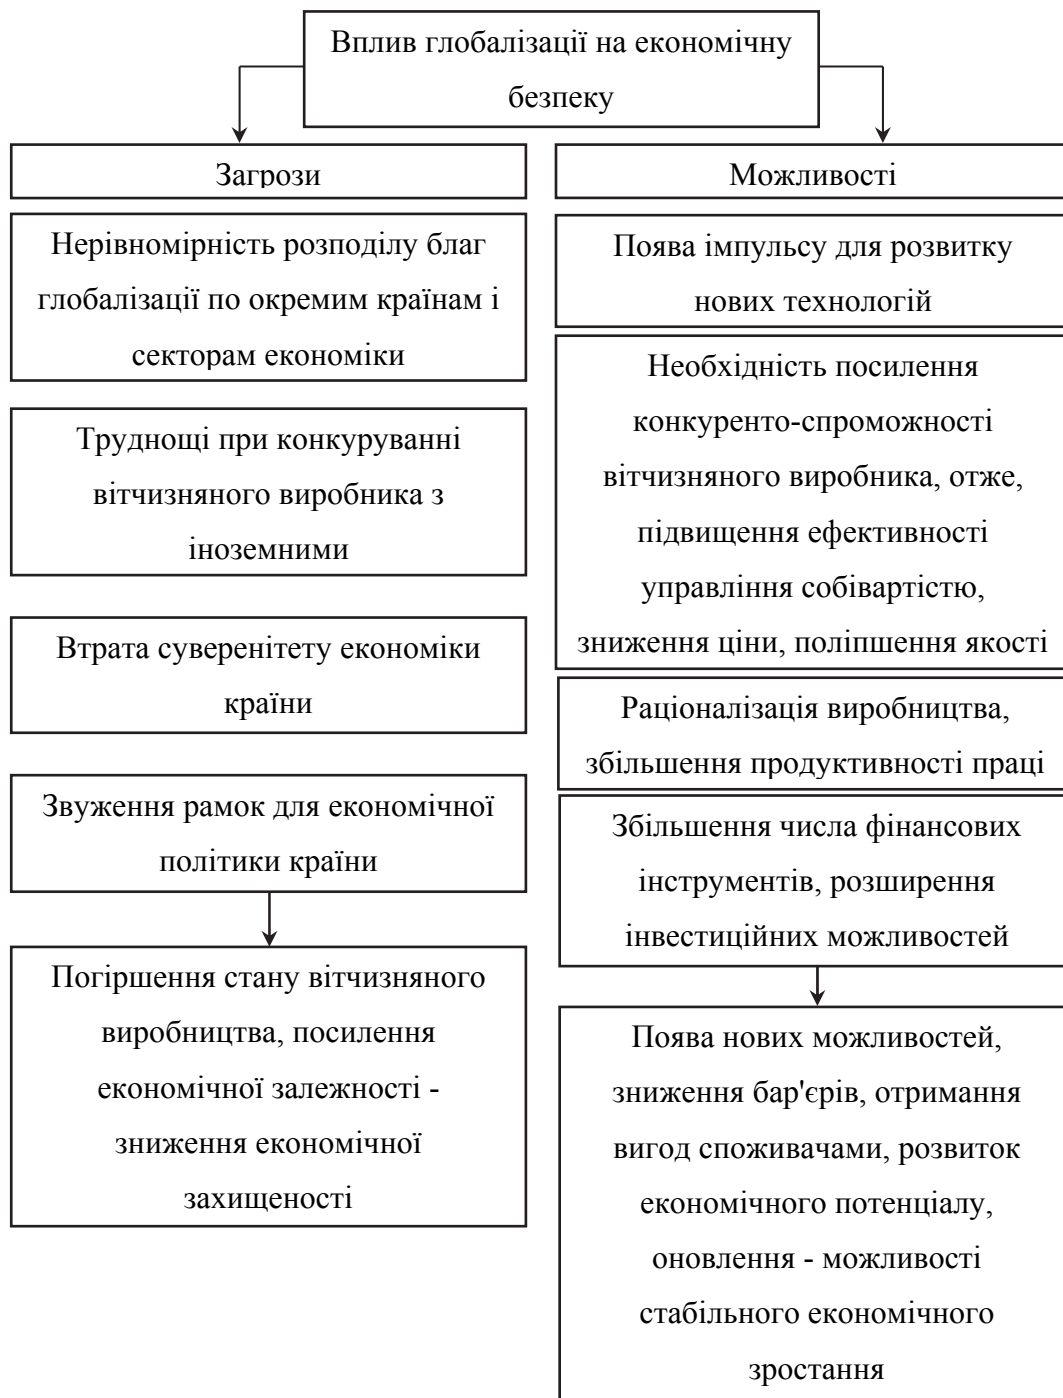 Вплив глобалізації на економічну
безпеку
Загрози
Нерівномірність розподілу благ
глобалізації по окремим країнам і
секторам економіки
Труднощі при конкуруванні
вітчизняного виробника з
іноземними
Втрата суверенітету економіки
країни
Звуження рамок для економічної
політики країни
Погіршення стану вітчизняного
виробництва, посилення
економічної залежності -
зниження економічної
захищеності
Можливості
Поява імпульсу для розвитку
нових технологій
Необхідність посилення
конкуренто-спроможності
вітчизняного виробника, отже,
підвищення ефективності
управління собівартістю,
зниження ціни, поліпшення якості
Раціоналізація виробництва,
збільшення продуктивності праці
Збільшення числа фінансових
інструментів, розширення
інвестиційних можливостей
Поява нових можливостей,
зниження бар'єрів, отримання
вигод споживачами, розвиток
економічного потенціалу,
оновлення - можливості
стабільного економічного
зростання